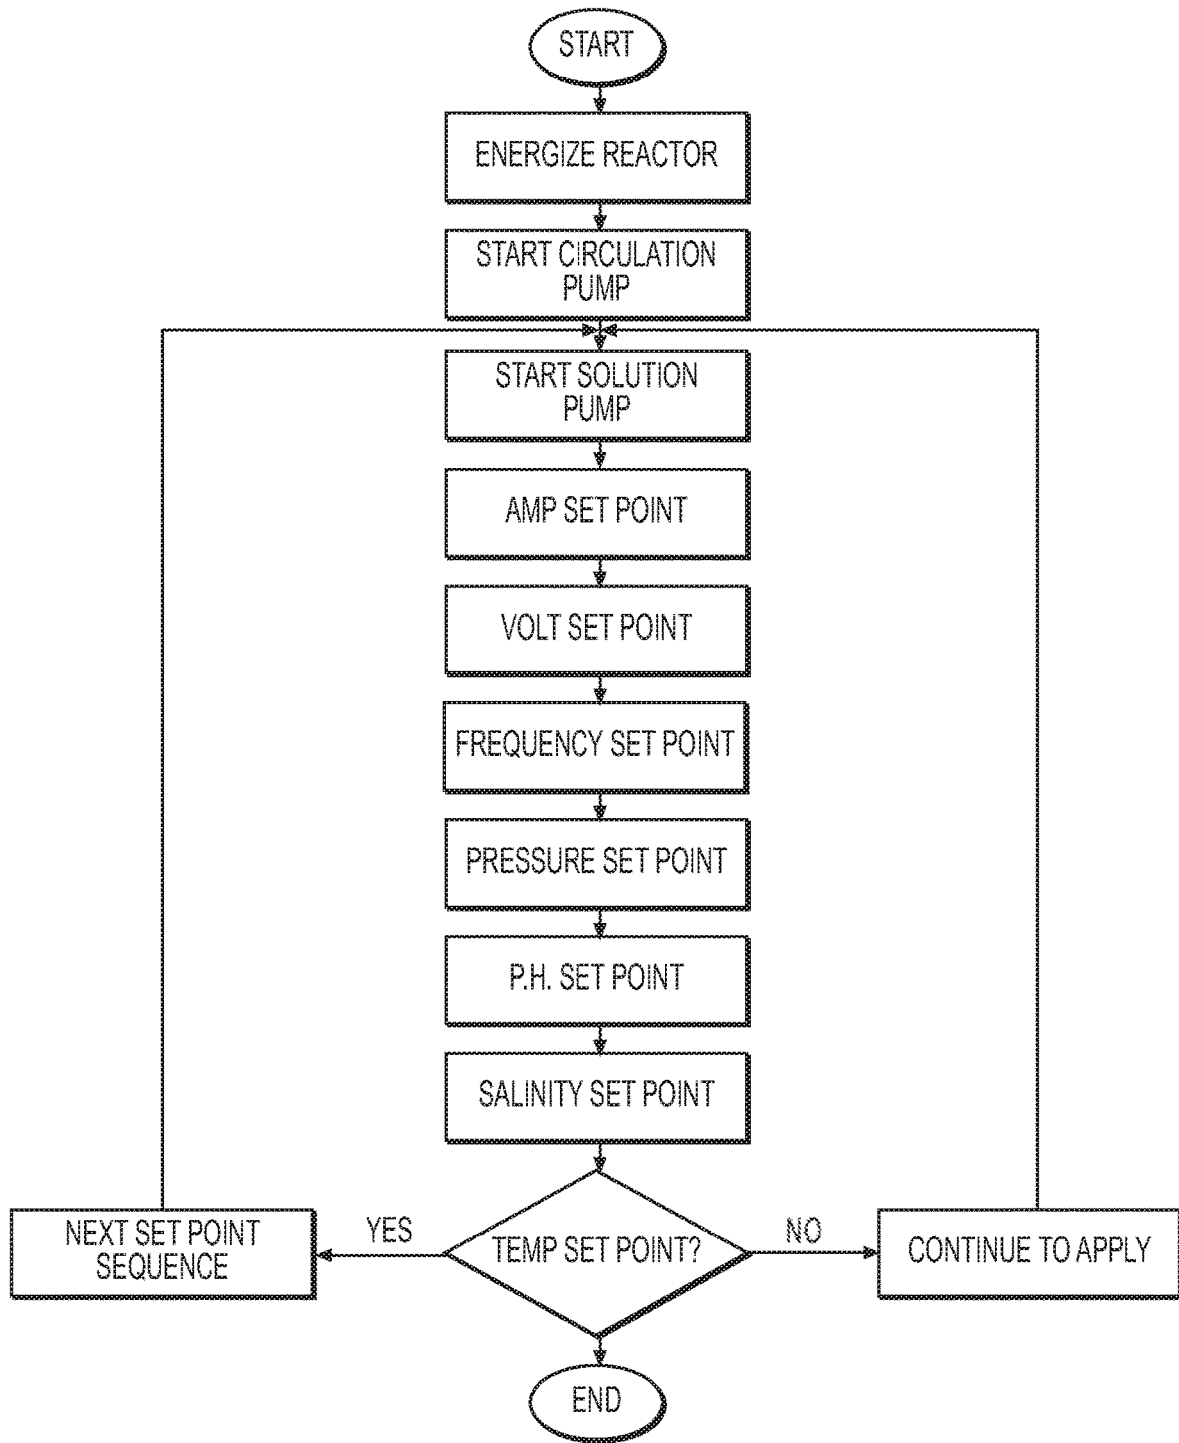 START
ENERGIZE REACTOR
START CIRCULATION
PUMP
START SOLUTION
PUMP
AMP SET POINT
VOLT SET POINT
FREQUENCY SET POINT
PRESSURE SET POINT
P.H. SET POINT
SALINITY SET POINT
NEXT SET POINT
SEQUENCE
YES
TEMP SET POINT?
NO
CONTINUE TO APPLY
END